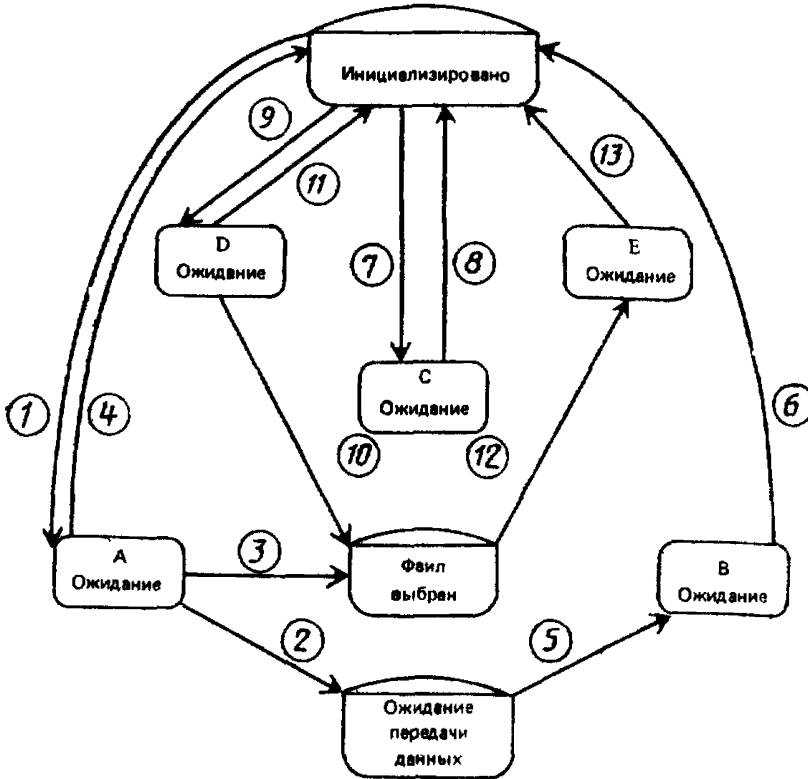 Инициализировано
9
11
13
D
Ожидание
E
Ожидание
7
8
C
Ожидание
1
4
6
10
12
A
Ожидание
3
Фаил
выбран
B
Ожидание
2
5
Ожидание
передачи
данных